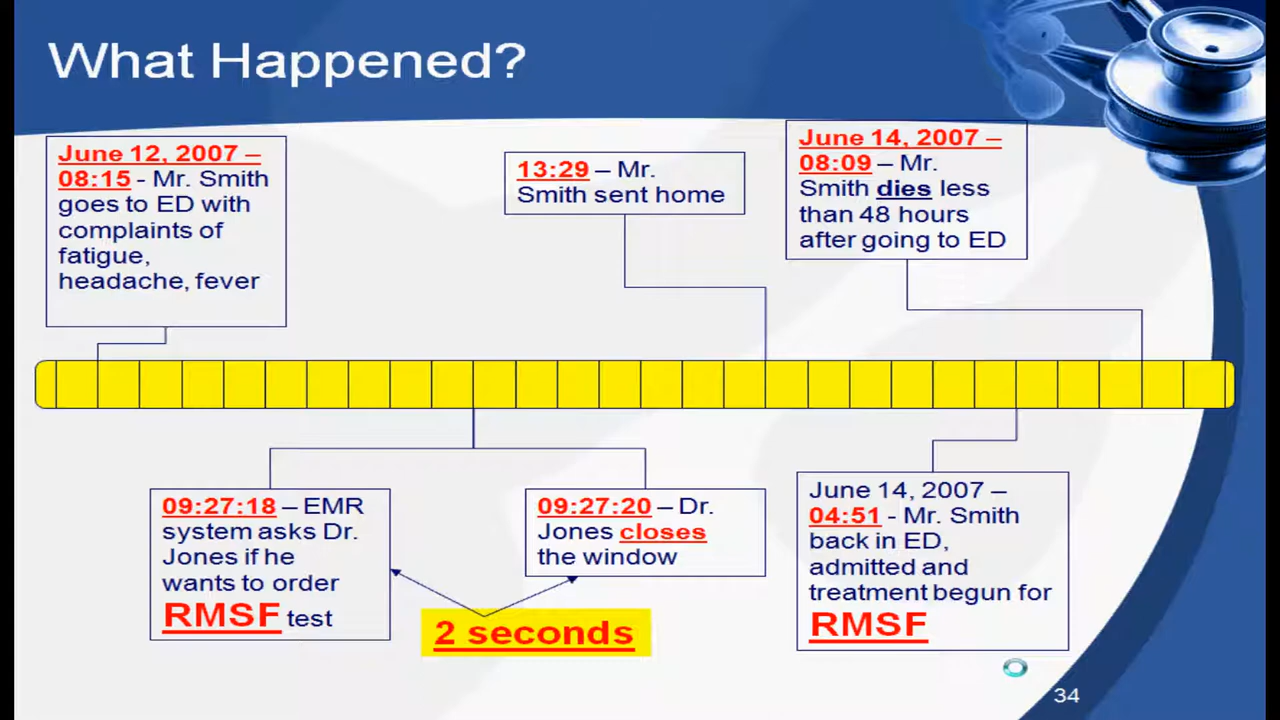 What Happened?
June 12, 2007 –
08:15 - Mr. Smith
goes to ED with
complaints of
fatigue,
headache, fever
13:29 – Mr.
Smith sent home
June 14, 2007 –
08:09 – Mr.
Smith dies less
than 48 hours
after going to ED
09:27:18 – EMR
system asks Dr.
Jones if he
wants to order
RMSF test
09:27:20 – Dr.
Jones closes
the window
2 seconds
June 14, 2007 –
04:51 - Mr. Smith
back in ED,
admitted and
treatment begun for
RMSF
34